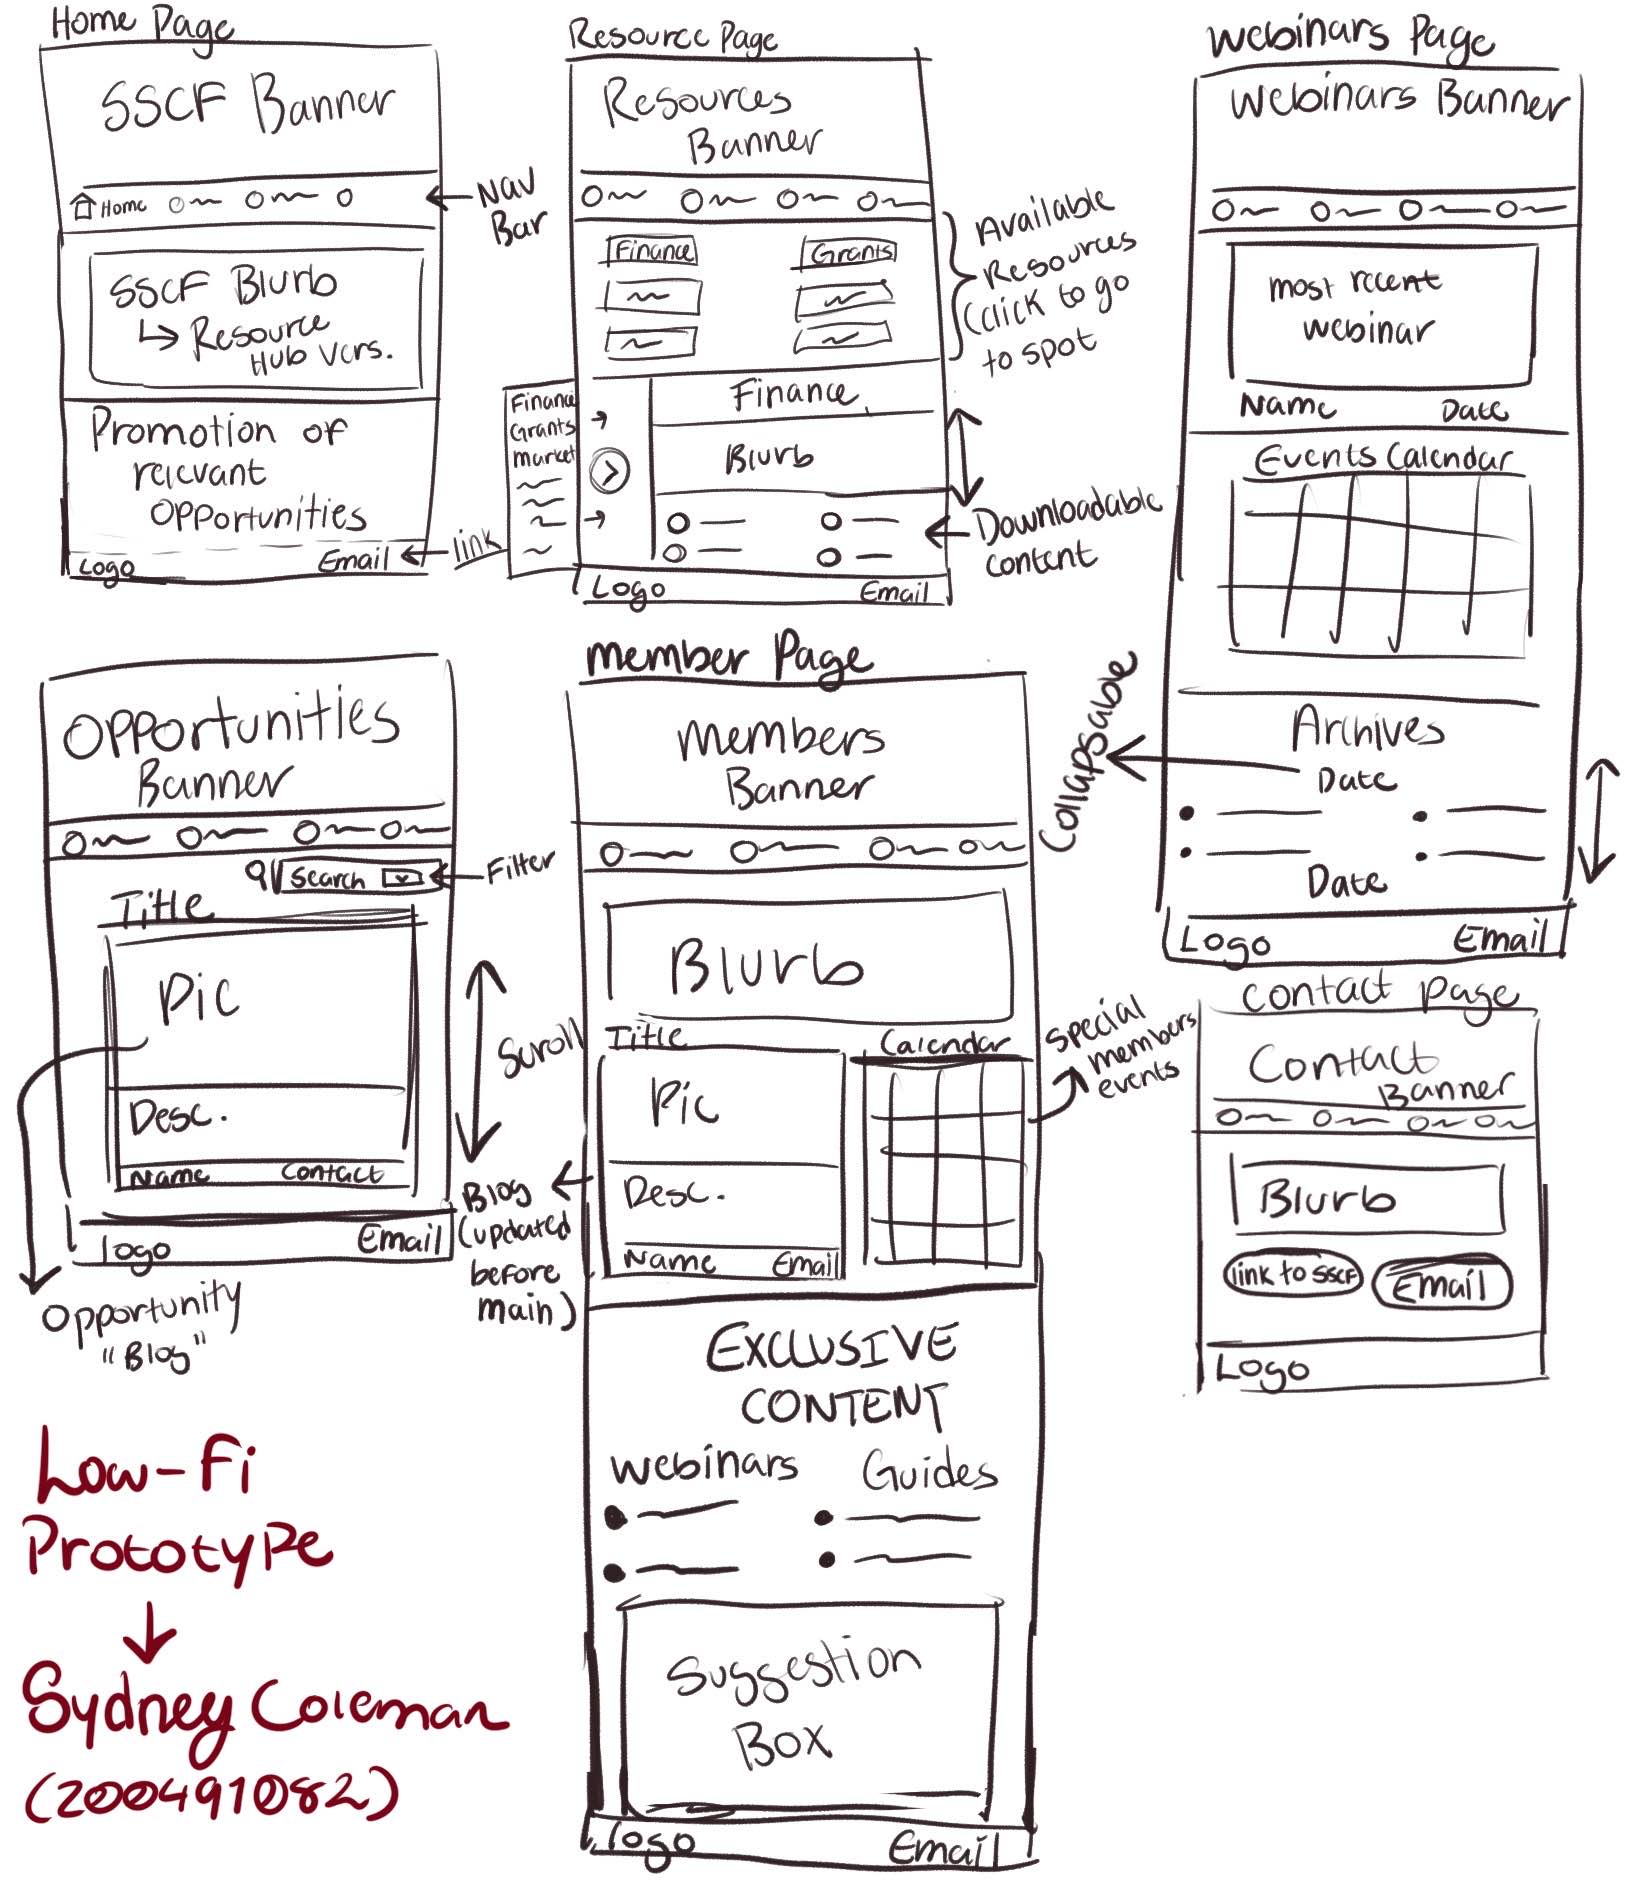 Home Page
SSCF Banner
Home
Nav
Bar
SSCF Blurb
↳ Resource
Hub Vers.
Promotion of
relevant
opportunities
Logo
Email
link
Resource Page
Resources
Banner
Finance
Grants
Available
Resources
(click to go
to spot
Finance
Grants
market
Finance
Blurb
Downloadable
content
Logo
Email
Webinars Page
Webinars Banner
most recent
webinar
Name
Date
Events Calendar
Archives
Date
Collapsable
Date
Logo
Email
Opportunities
Banner
Search
Filter
Title
Pic
Desc.
Name
Contact
Scroll
logo
Email
Opportunity
"Blog"
Member Page
Members
Banner
Blurb
Title
Calendar
Pic
Desc.
Name
Email
special
members
events
Blog
(updated
before
main)
EXCLUSIVE
CONTENT
Webinars
Guides
Suggestion
Box
logo
Email
Contact Page
Contact
Banner
Blurb
link to SSCF
Email
Logo
Low-Fi
Prototype
Sydney Coleman
(200491082)